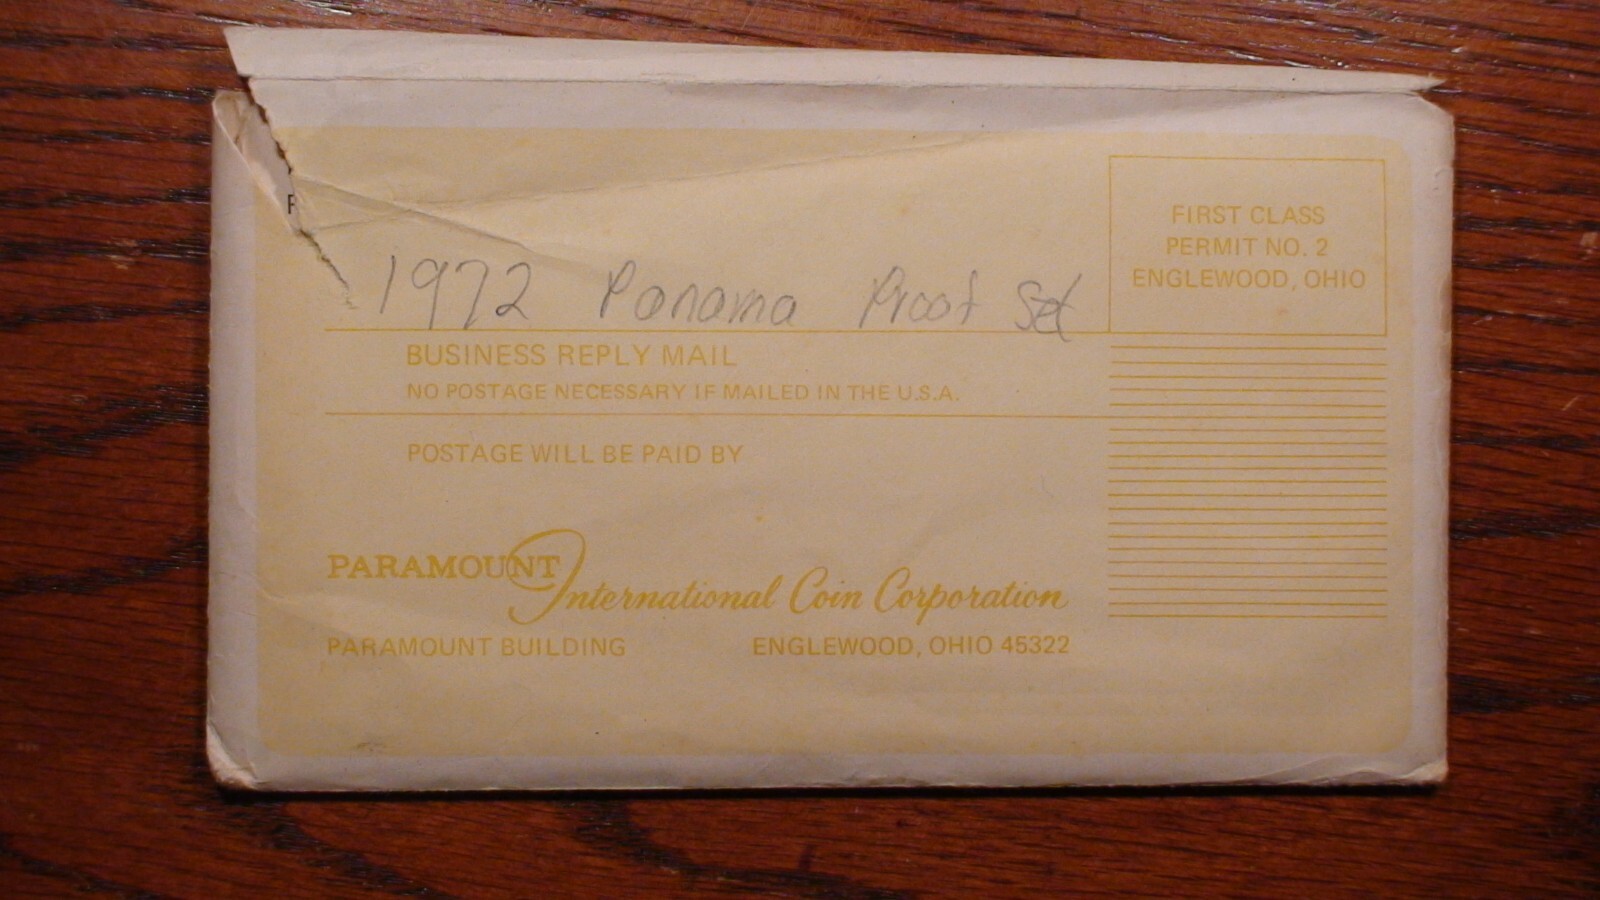 FIRST CLASS
PERMIT NO. 2
ENGLEWOOD, OHIO
1972 Panama Proof Set
BUSINESS REPLY MAIL
NO POSTAGE NECESSARY IF MAILED IN THE U.S.A.
POSTAGE WILL BE PAID BY
PARAMOUNT
International Coin Corporation
PARAMOUNT BUILDING ENGLEWOOD, OHIO 45322